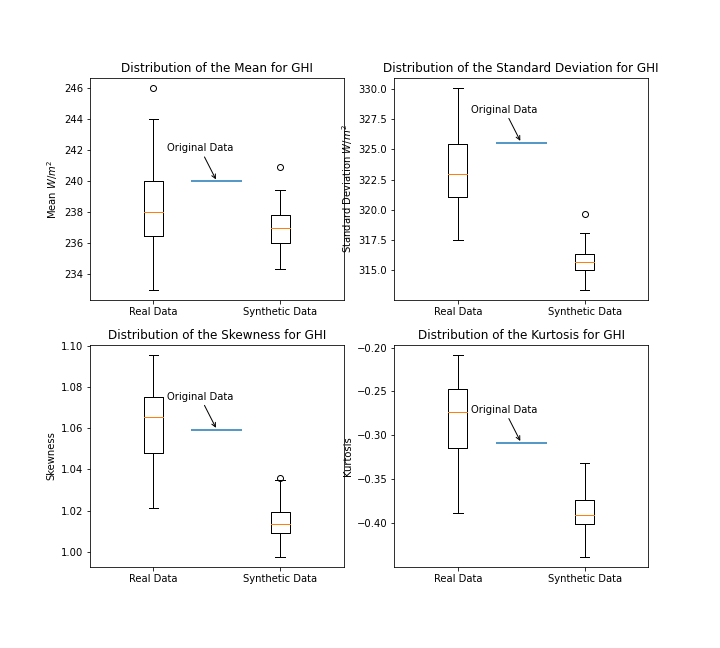 Distribution of the Mean for GHI
Mean W/m²
246
244
242
240
238
236
234
Original Data
Real Data
Synthetic Data
Distribution of the Standard Deviation for GHI
Standard Deviation W/m²
330.0
327.5
325.0
322.5
320.0
317.5
315.0
Original Data
Real Data
Synthetic Data
Distribution of the Skewness for GHI
Skewness
1.10
1.08
1.06
1.04
1.02
1.00
Original Data
Real Data
Synthetic Data
Distribution of the Kurtosis for GHI
Kurtosis
−0.20
−0.25
−0.30
−0.35
−0.40
Original Data
Real Data
Synthetic Data